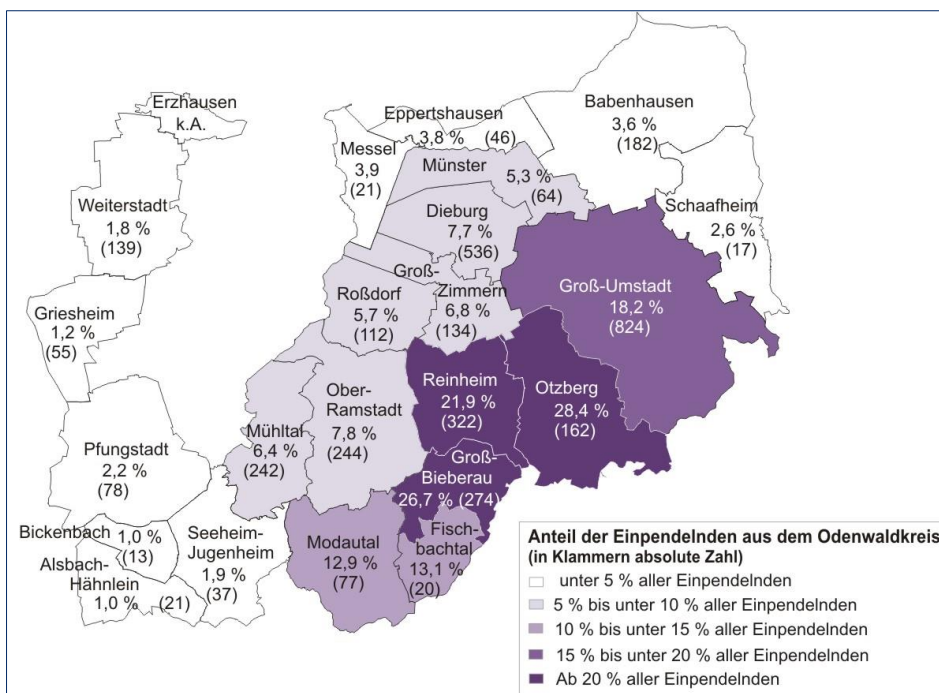 Erzhausen
k.A.
Eppertshausen
3,8 % (46)
Babenhausen
3,6 %
(182)
Messel
3,9
(21)
Münster
5,3 %
(64)
Weiterstadt
1,8 %
(139)
Dieburg
7,7 %
(536)
Schaafheim
2,6 %
(17)
Groß-
Zimmern
6,8 %
(134)
Roßdorf
5,7 %
(112)
Groß-Umstadt
18,2 %
(824)
Griesheim
1,2 %
(55)
Reinheim
21,9 %
(322)
Otzberg
28,4 %
(162)
Ober-
Ramstadt
7,8 %
(244)
Mühltal
6,4 %
(242)
Pfungstadt
2,2 %
(78)
Groß-
Bieberau
26,7 % (274)
Bickenbach
1,0 %
(13)
Seeheim-
Jugenheim
1,9 %
(37)
Modautal
12,9 %
(77)
Fisch-
bachtal
13,1 %
(20)
Alsbach-
Hähnlein
1,0 % (21)
Anteil der Einpendelnden aus dem Odenwaldkreis
(in Klammern absolute Zahl)
unter 5 % aller Einpendelnden
5 % bis unter 10 % aller Einpendelnden
10 % bis unter 15 % aller Einpendelnden
15 % bis unter 20 % aller Einpendelnden
Ab 20 % aller Einpendelnden